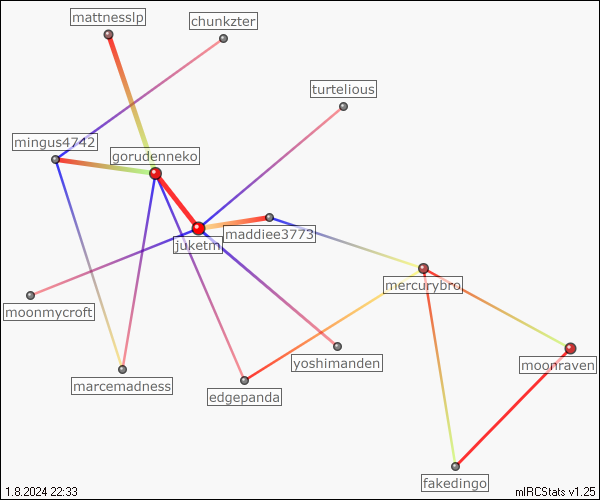 mattnesslp
chunkzter
turtelious
mingus4742
gorudenneko
maddiee3773
juketm
mercurybro
moonmycroft
yoshimanden
moonraven
marcemadness
edgepanda
fakedingo
1.8.2024 22:33
mIRCStats v1.25